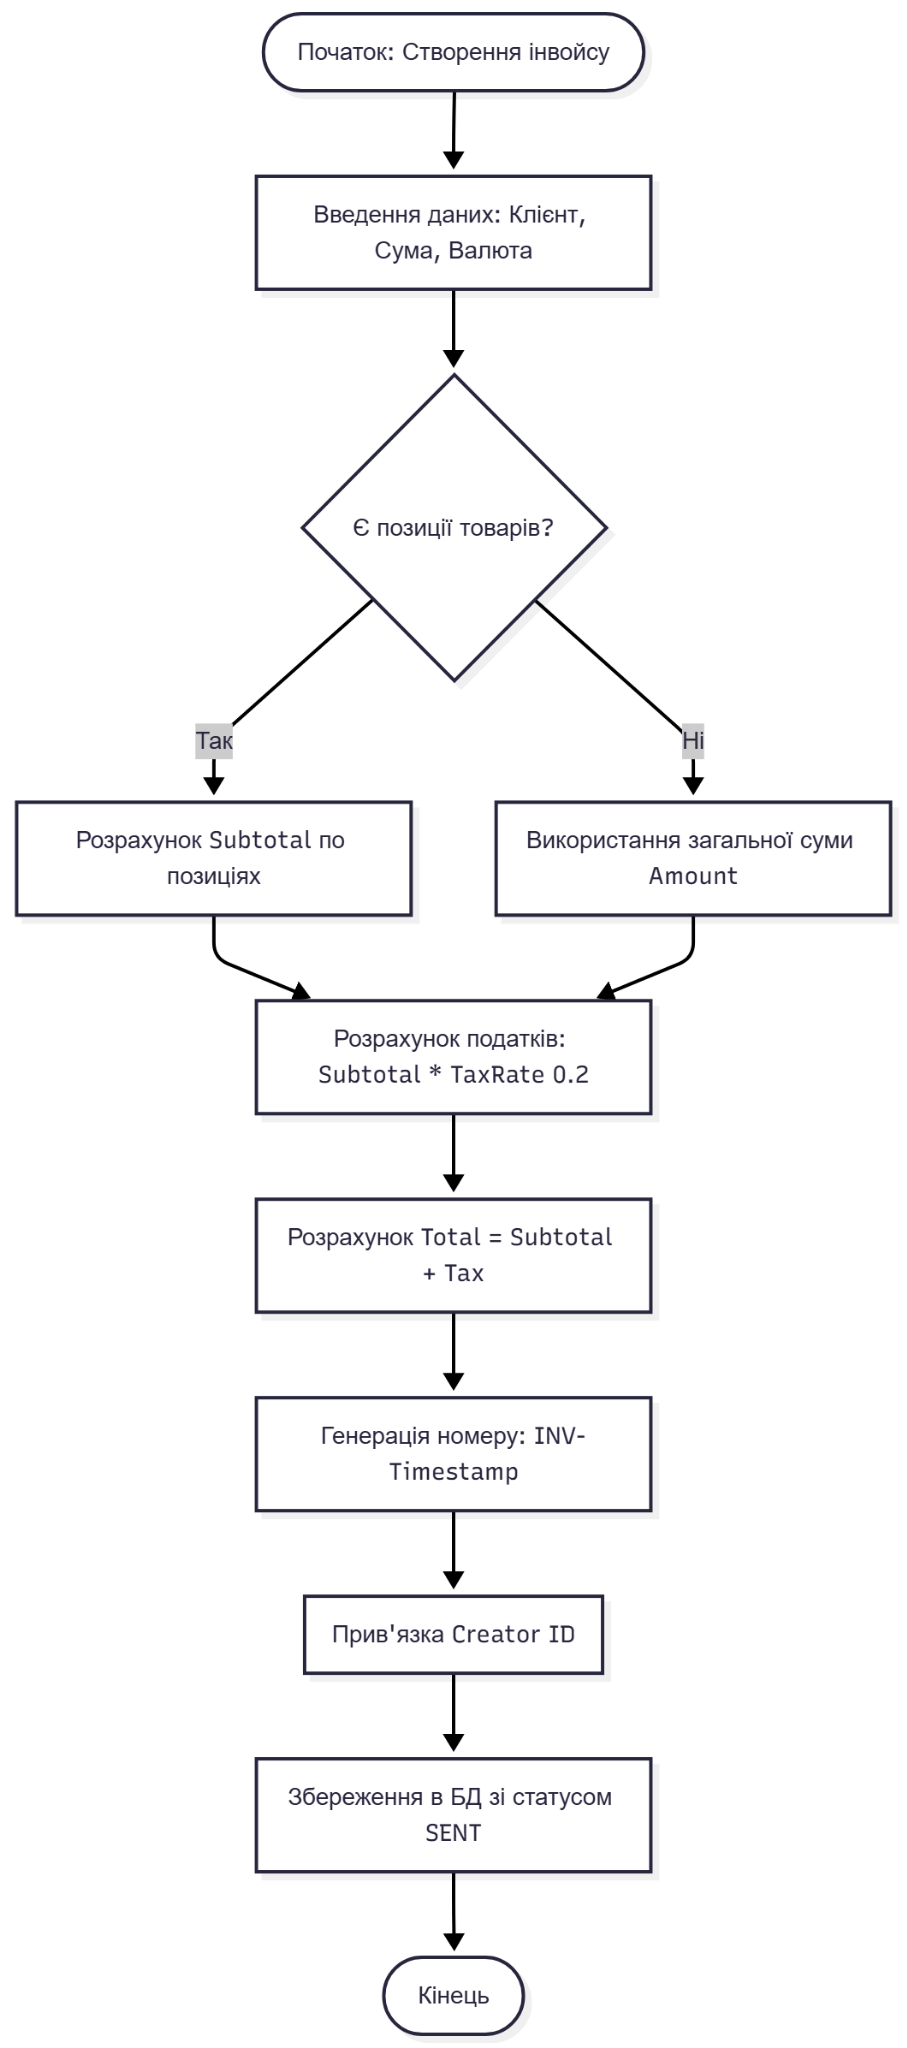 Початок: Створення інвойсу
Введення даних: Клієнт,
Сума, Валюта
Є позиції товарів?
Так
Ні
Розрахунок Subtotal по
позиціях
Використання загальної суми
Amount
Розрахунок податків:
Subtotal * TaxRate 0.2
Розрахунок Total = Subtotal
+ Tax
Генерація номеру: INV-
Timestamp
Прив'язка Creator ID
Збереження в БД зі статусом
SENT
Кінець